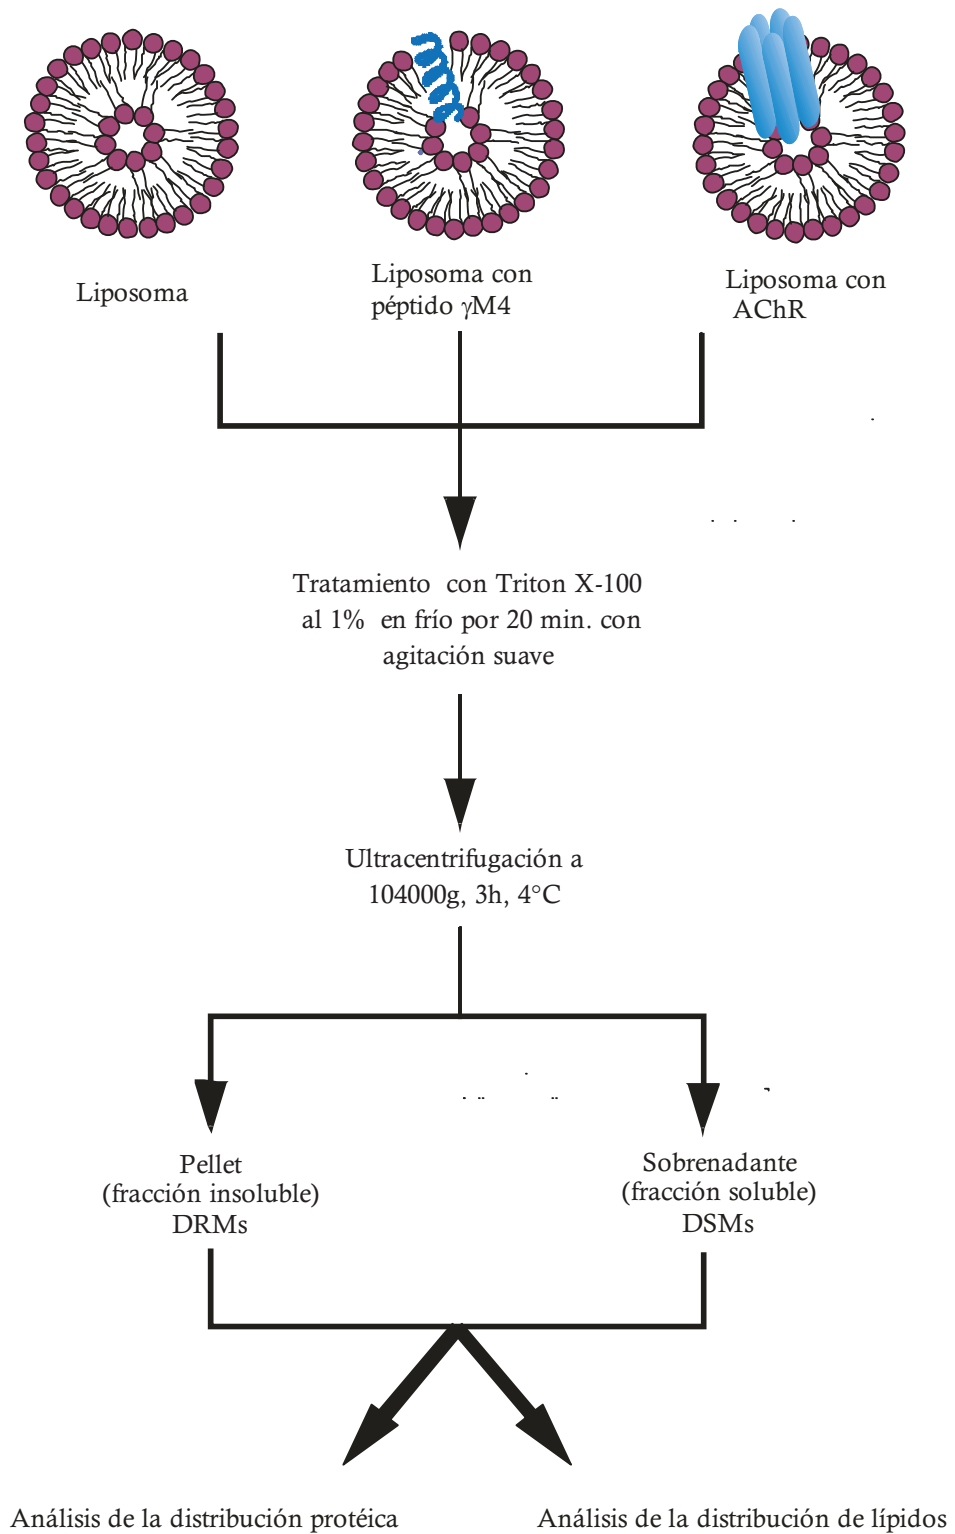 Liposoma
Liposoma con
péptido γM4
Liposoma con
AChR
Tratamiento con Triton X-100
al 1% en frío por 20 min. con
agitación suave
Ultracentrifugación a
104000g, 3h, 4°C
Pellet
(fracción insoluble)
DRMs
Sobrenadante
(fracción soluble)
DSMs
Análisis de la distribución protéica
Análisis de la distribución de lípidos